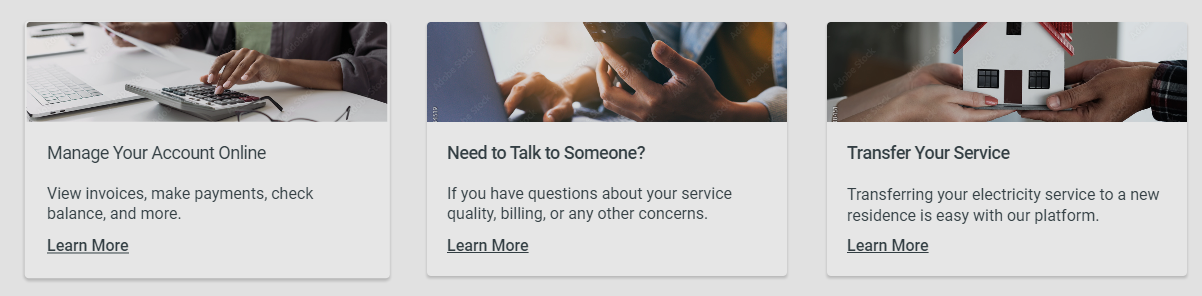 Manage Your Account Online
View invoices, make payments, check
balance, and more.
Learn More
Need to Talk to Someone?
If you have questions about your service
quality, billing, or any other concerns.
Learn More
Transfer Your Service
Transferring your electricity service to a new
residence is easy with our platform.
Learn More